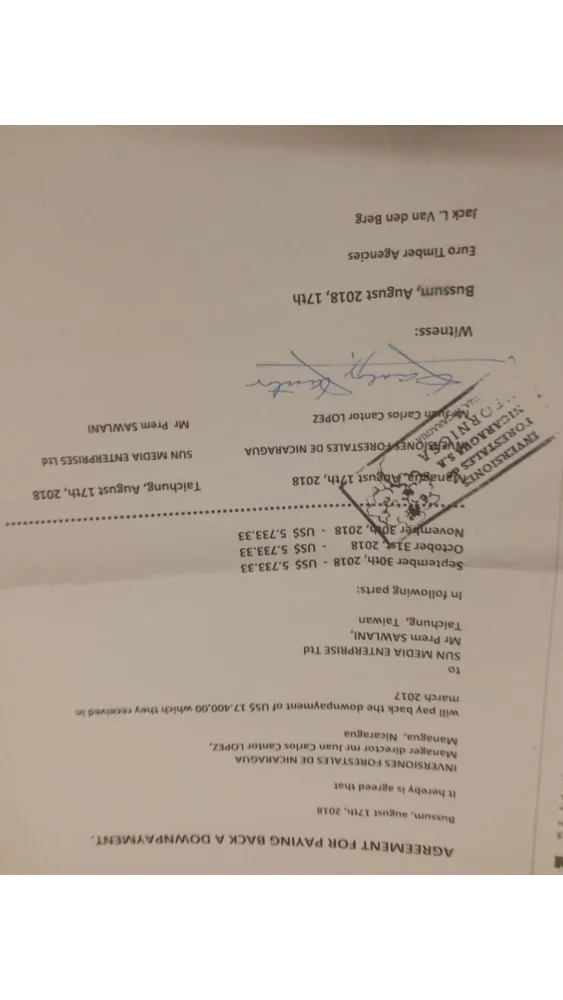 AGREEMENT FOR PAYING BACK A DOWNPAYMENT.
Bussum, august 17th, 2018
It hereby is agreed that
INVERSIONES FORESTALES DE NICARAGUA
Manager director mr Juan Carlos Cantor LOPEZ,
Managua, Nicaragua
will pay back the downpayment of US$ 17.400,00 which they received in
march 2017
to
SUN MEDIA ENTERPRISE Ltd
Mr Prem SAWLANI,
Taichung, Taiwan
In following parts:
September 30th, 2018 - US$ 5.733.33
October 31st, 2018 - US$ 5.733.33
November 30th, 2018 - US$ 5.733.33
Managua, August 17th, 2018
INVERSIONES FORESTALES DE NICARAGUA
Mr Juan Carlos Cantor LOPEZ
Taichung, August 17th, 2018
SUN MEDIA ENTERPRISES Ltd
Mr Prem SAWLANI
INVERSIONES
FORESTALES de
NICARAGUA S.A
Witness:
Bussum, August 2018, 17th
Euro Timber Agencies
Jack L. Van den Berg